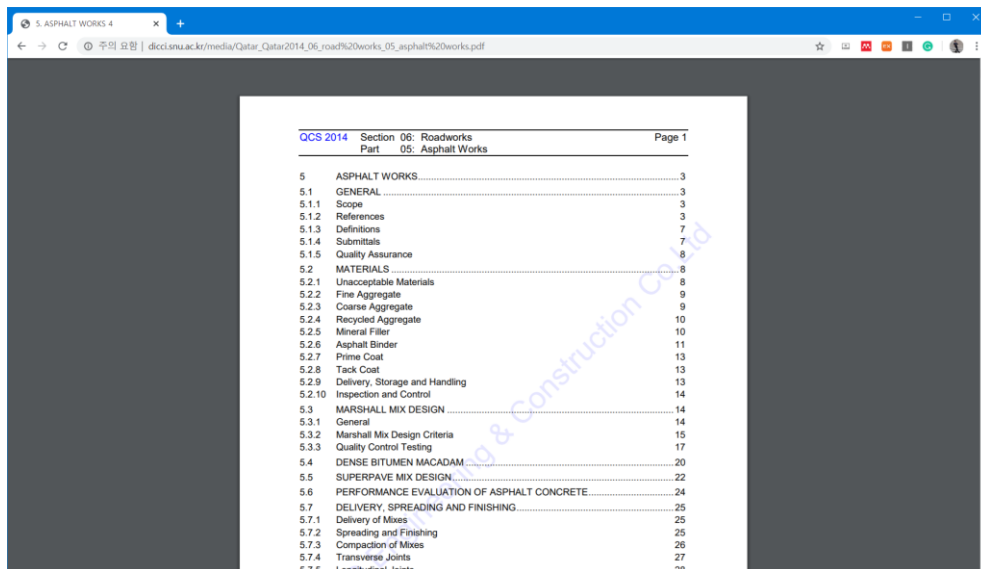 5. ASPHALT WORKS 4
주의 요함 | dicci.snu.ac.kr/media/Qatar_Qatar2014_06_road%20works_05_asphalt%20works.pdf
QCS 2014 Section 06: Roadworks Page 1
Part 05: Asphalt Works
5 ASPHALT WORKS 3
5.1 GENERAL 3
5.1.1 Scope 3
5.1.2 References 3
5.1.3 Definitions 7
5.1.4 Submittals 7
5.1.5 Quality Assurance 8
5.2 MATERIALS 8
5.2.1 Unacceptable Materials 8
5.2.2 Fine Aggregate 9
5.2.3 Coarse Aggregate 9
5.2.4 Recycled Aggregate 10
5.2.5 Mineral Filler 10
5.2.6 Asphalt Binder 11
5.2.7 Prime Coat 13
5.2.8 Tack Coat 13
5.2.9 Delivery, Storage and Handling 13
5.2.10 Inspection and Control 14
5.3 MARSHALL MIX DESIGN 14
5.3.1 General 14
5.3.2 Marshall Mix Design Criteria 15
5.3.3 Quality Control Testing 17
5.4 DENSE BITUMEN MACADAM 20
5.5 SUPERPAVE MIX DESIGN 22
5.6 PERFORMANCE EVALUATION OF ASPHALT CONCRETE 24
5.7 DELIVERY, SPREADING AND FINISHING 25
5.7.1 Delivery of Mixes 25
5.7.2 Spreading and Finishing 25
5.7.3 Compaction of Mixes 26
5.7.4 Transverse Joints 27
5.7.5 Longitudinal Joints 28
& Construction Co Ltd